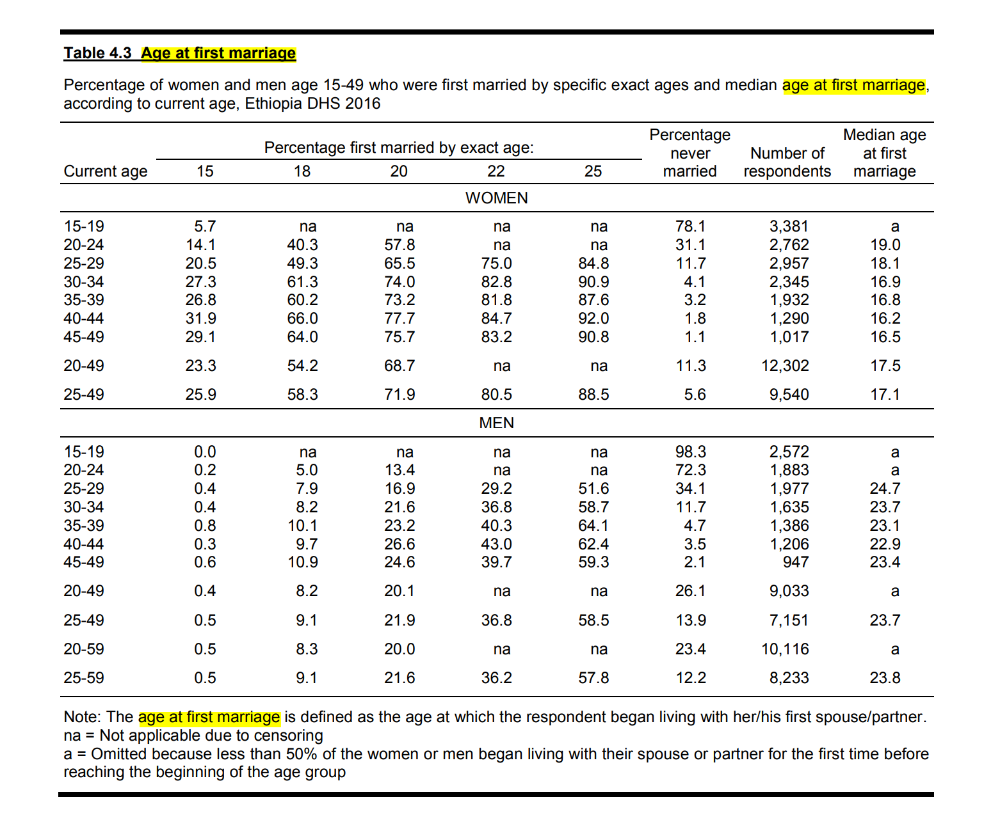 Table 4.3 Age at first marriage
Percentage of women and men age 15-49 who were first married by specific exact ages and median age at first marriage,
according to current age, Ethiopia DHS 2016
Current age Percentage first married by exact age: Percentage never married Number of respondents Median age at first marriage
15 18 20 22 25
WOMEN
15-19 5.7 na na na na 78.1 3,381 a
20-24 14.1 40.3 57.8 na na 31.1 2,762 19.0
25-29 20.5 49.3 65.5 75.0 84.8 11.7 2,957 18.1
30-34 27.3 61.3 74.0 82.8 90.9 4.1 2,345 16.9
35-39 26.8 60.2 73.2 81.8 87.6 3.2 1,932 16.8
40-44 31.9 66.0 77.7 84.7 92.0 1.8 1,290 16.2
45-49 29.1 64.0 75.7 83.2 90.8 1.1 1,017 16.5
20-49 23.3 54.2 68.7 na na 11.3 12,302 17.5
25-49 25.9 58.3 71.9 80.5 88.5 5.6 9,540 17.1
MEN
15-19 0.0 na na na na 98.3 2,572 a
20-24 0.2 5.0 13.4 na na 72.3 1,883 a
25-29 0.4 7.9 16.9 29.2 51.6 34.1 1,977 24.7
30-34 0.4 8.2 21.6 36.8 58.7 11.7 1,635 23.7
35-39 0.8 10.1 23.2 40.3 64.1 4.7 1,386 23.1
40-44 0.3 9.7 26.6 43.0 62.4 3.5 1,206 22.9
45-49 0.6 10.9 24.6 39.7 59.3 2.1 947 23.4
20-49 0.4 8.2 20.1 na na 26.1 9,033 a
25-49 0.5 9.1 21.9 36.8 58.5 13.9 7,151 23.7
20-59 0.5 8.3 20.0 na na 23.4 10,116 a
25-59 0.5 9.1 21.6 36.2 57.8 12.2 8,233 23.8
Note: The age at first marriage is defined as the age at which the respondent began living with her/his first spouse/partner.
na = Not applicable due to censoring
a = Omitted because less than 50% of the women or men began living with their spouse or partner for the first time before
reaching the beginning of the age group